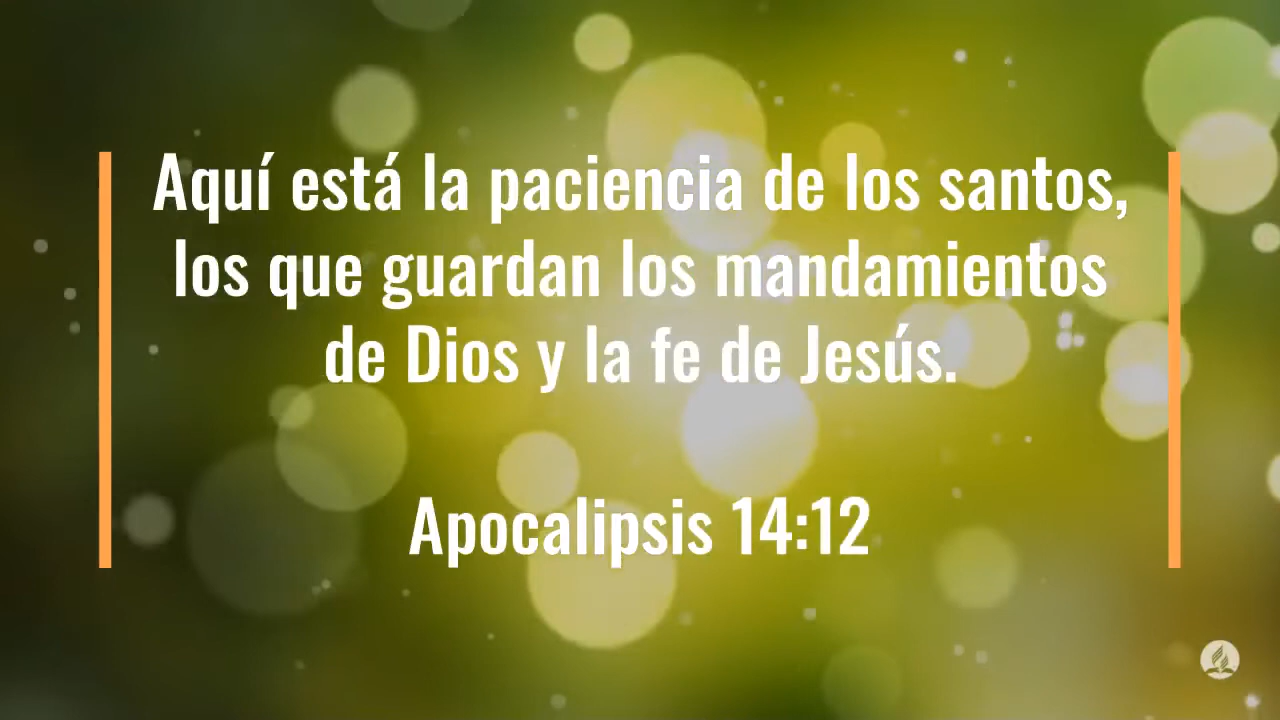 Aquí está la paciencia de los santos,
los que guardan los mandamientos
de Dios y la fe de Jesús.
Apocalipsis 14:12